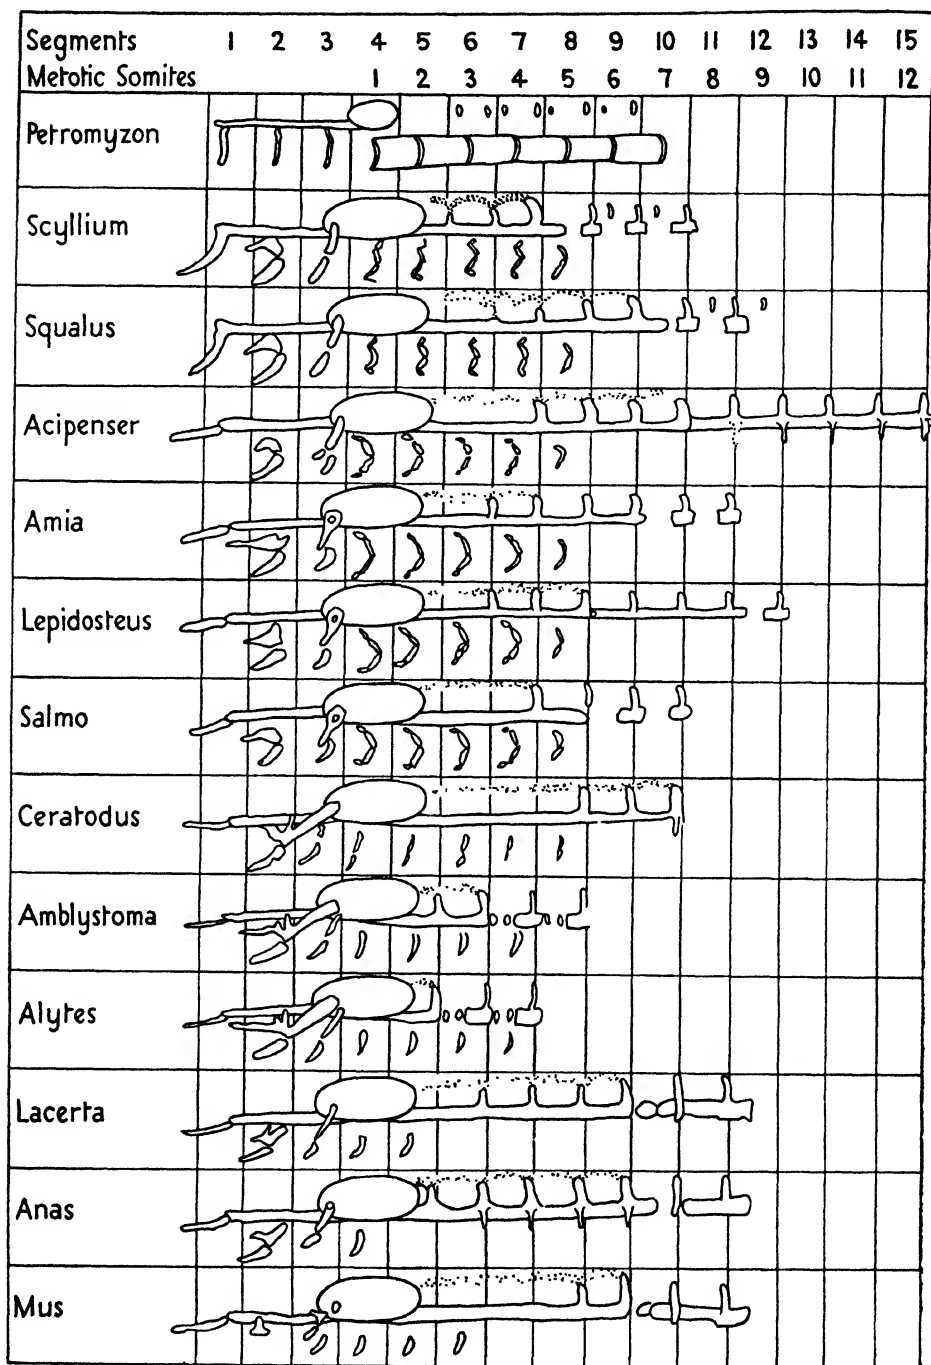 Segments 1 2 3 4 5 6 7 8 9 10 11 12 13 14 15
Metotic Somites 1 2 3 4 5 6 7 8 9 10 11 12
Petromyzon
Scyllium
Squalus
Acipenser
Amia
Lepidosteus
Salmo
Ceratodus
Amblystoma
Alytes
Lacerta
Anas
Mus